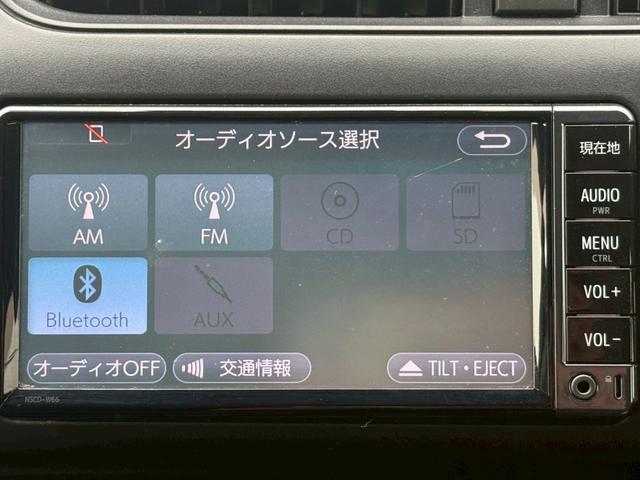 オーディオソース選択
現在地
AM
FM
CD
SD
AUDIO
PWR
MENU
CTRL
Bluetooth
AUX
VOL+
オーディオOFF
交通情報
TILT・EJECT
VOL-
NSCD-W66